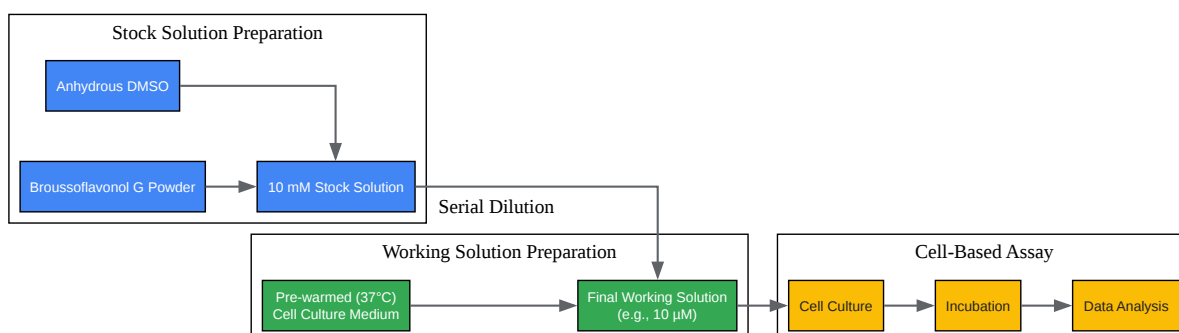 Stock Solution Preparation
Anhydrous DMSO
Broussoflavonol G Powder
10 mM Stock Solution
Serial Dilution
Working Solution Preparation
Pre-warmed (37°C)
Cell Culture Medium
Final Working Solution
(e.g., 10 µM)
Cell-Based Assay
Cell Culture
Incubation
Data Analysis